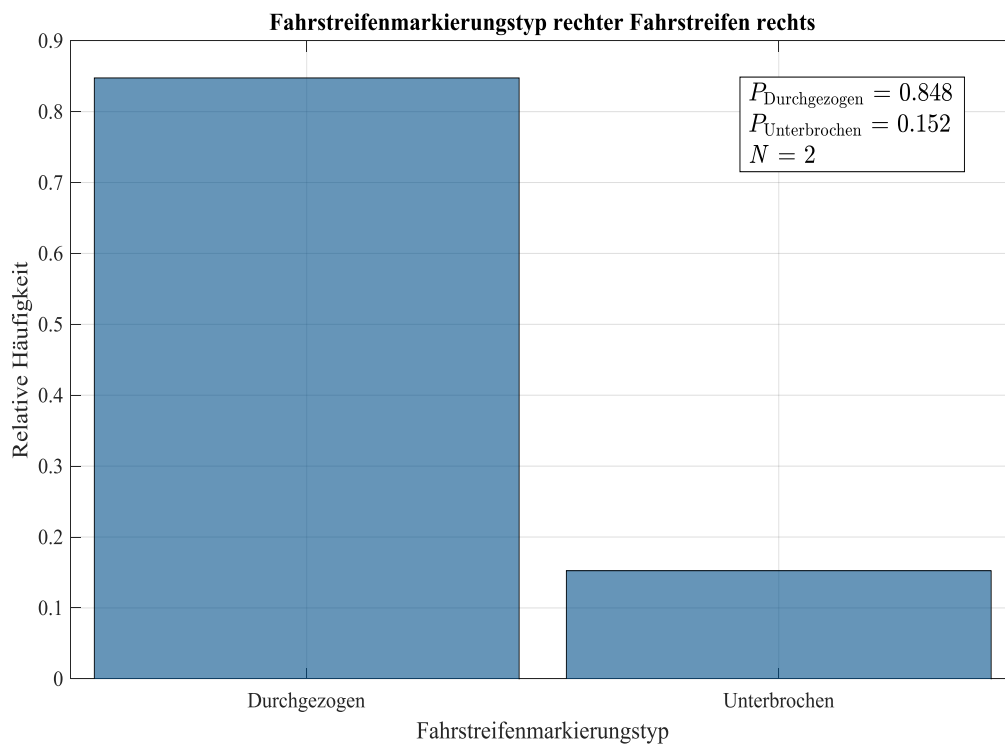 Fahrstreifenmarkierungstyp rechter Fahrstreifen rechts
0.9
0.8
0.7
0.6
0.5
0.4
0.3
0.2
0.1
0
Relative Häufigkeit
P_Durchgezogen = 0.848
P_Unterbrochen = 0.152
N = 2
Durchgezogen Unterbrochen
Fahrstreifenmarkierungstyp